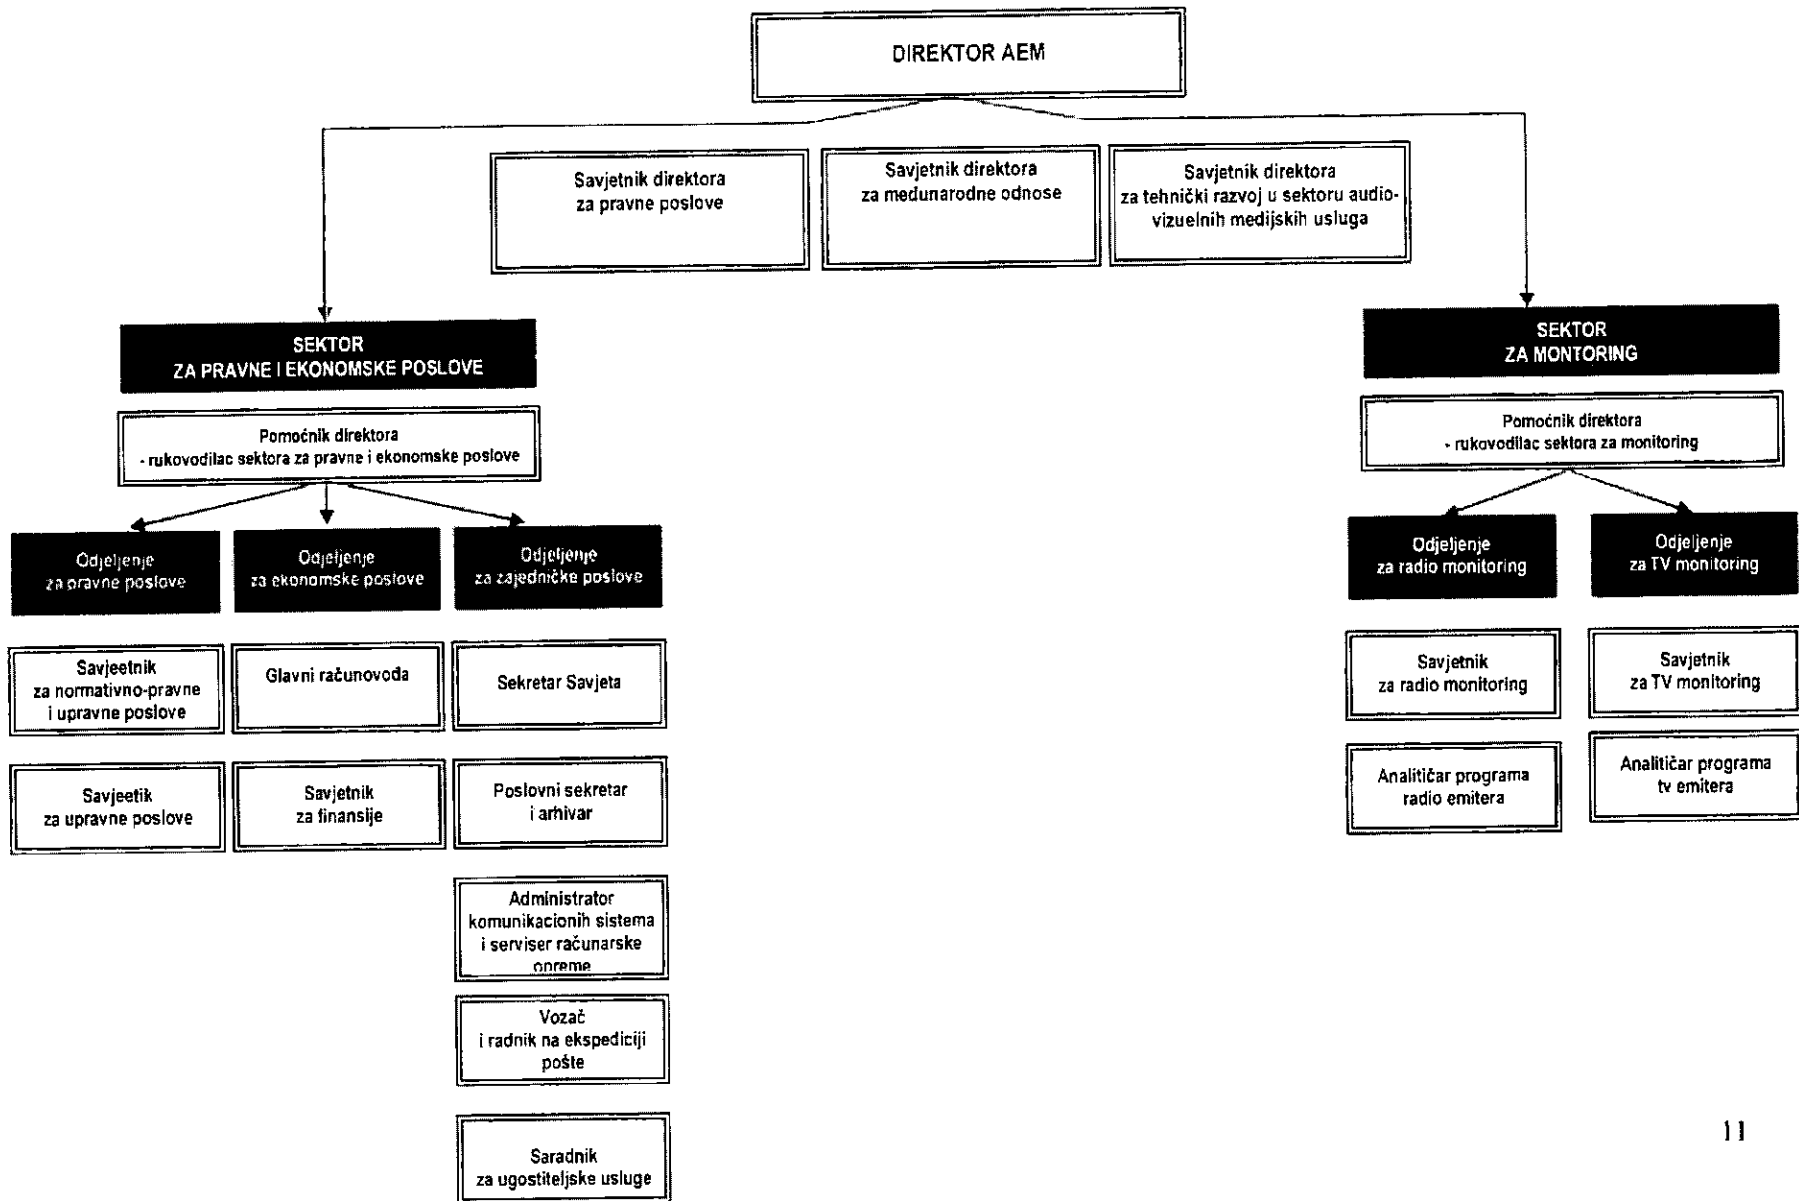 DIREKTOR AEM
Savjetnik direktora
za pravne poslove
Savjetnik direktora
za međunarodne odnose
Savjetnik direktora
za tehnički razvoj u sektoru audio-
vizuelnih medijskih usluga
SEKTOR
ZA PRAVNE I EKONOMSKE POSLOVE
Pomoćnik direktora
- rukovodilac sektora za pravne i ekonomske poslove
SEKTOR
ZA MONTORING
Pomoćnik direktora
- rukovodilac sektora za monitoring
Odjeljenje
za pravne poslove
Odjeljenje
za ekonomske poslove
Odjeljenje
za zajedničke poslove
Odjeljenje
za radio monitoring
Odjeljenje
za TV monitoring
Savjeetnik
za normativno-pravne
i upravne poslove
Glavni računovođa
Sekretar Savjeta
Savjetnik
za radio monitoring
Savjetnik
za TV monitoring
Savjeetik
za upravne poslove
Savjetnik
za finansije
Poslovni sekretar
i arhivar
Analitičar programa
radio emitera
Analitičar programa
tv emitera
Administrator
komunikacionih sistema
i serviser računarske
opreme
Vozač
i radnik na ekspediciji
pošte
Saradnik
za ugostiteljske usluge
11